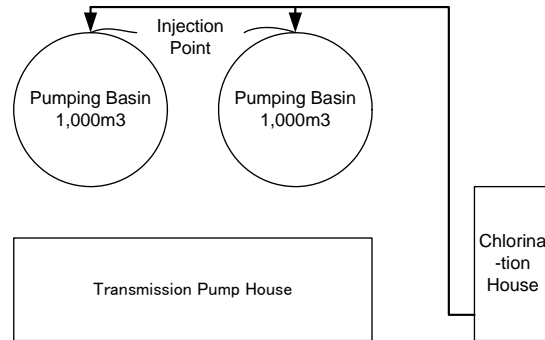 Injection
Point
Pumping Basin
1,000m3
Pumping Basin
1,000m3
Chlorina
-tion
House
Transmission Pump House